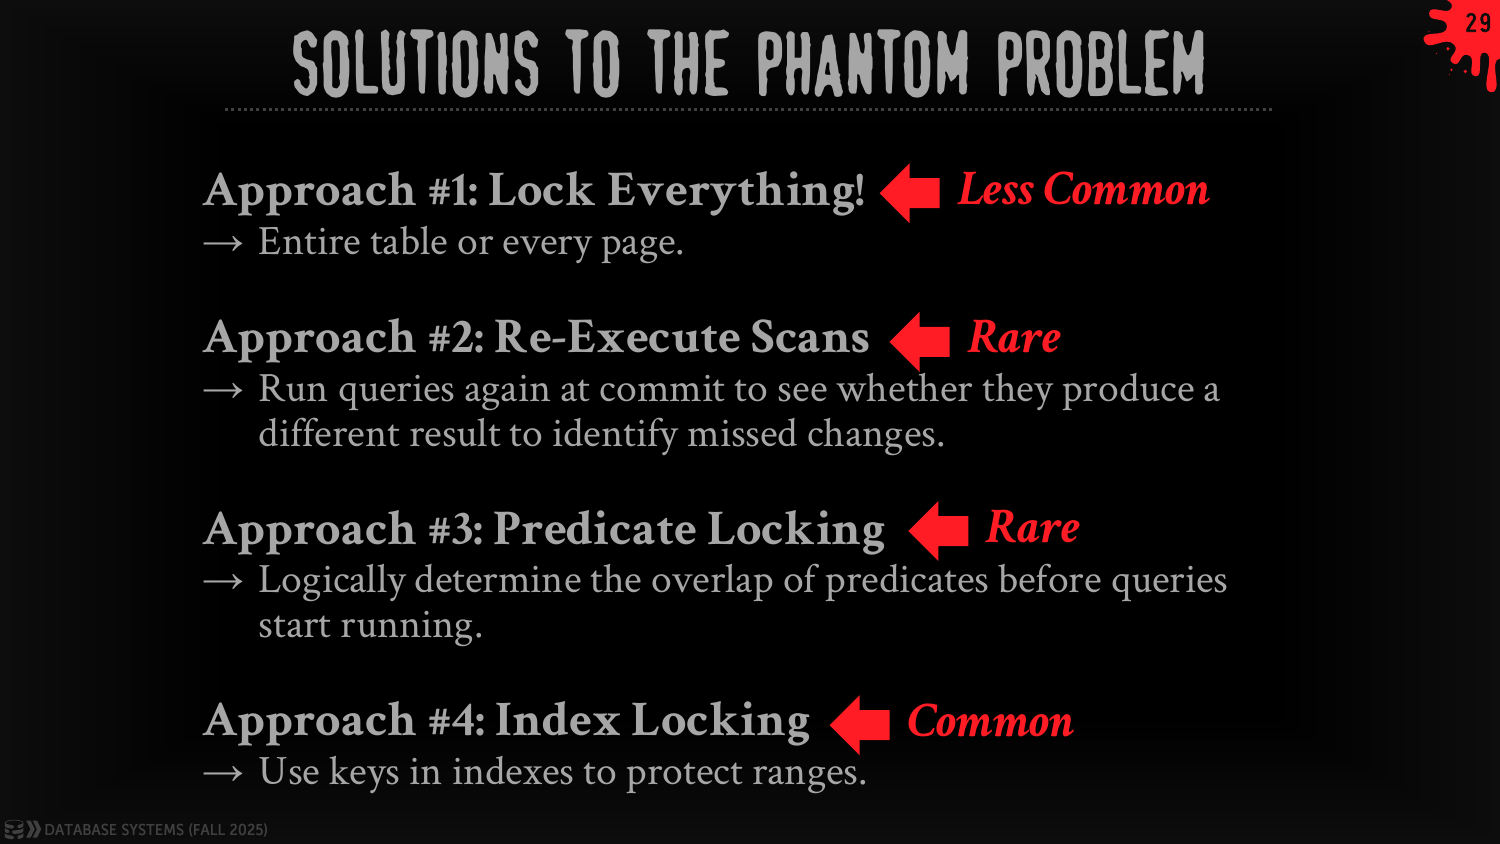 29
SOLUTIONS TO THE PHANTOM PROBLEM
Approach #1: Lock Everything! Less Common
→ Entire table or every page.
Approach #2: Re-Execute Scans Rare
→ Run queries again at commit to see whether they produce a
different result to identify missed changes.
Approach #3: Predicate Locking Rare
→ Logically determine the overlap of predicates before queries
start running.
Approach #4: Index Locking Common
→ Use keys in indexes to protect ranges.
DATABASE SYSTEMS (FALL 2025)